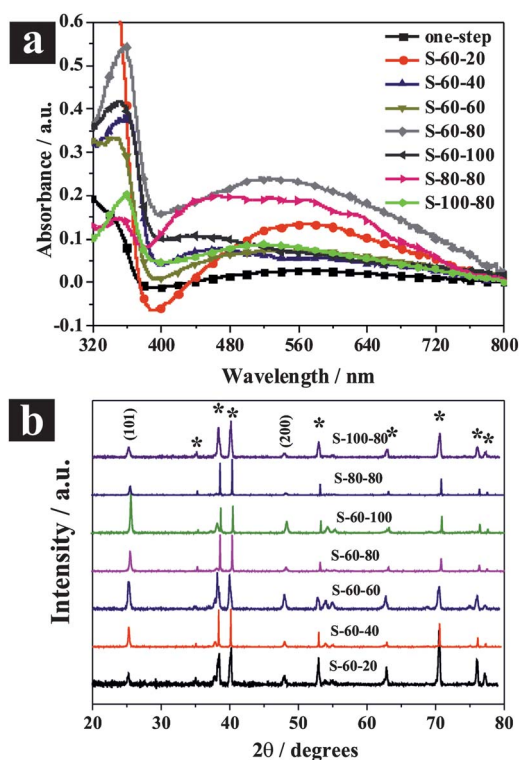 a
0.6
0.5
0.4
0.3
0.2
0.1
0.0
-0.1
Absorbance / a.u.
one-step
S-60-20
S-60-40
S-60-60
S-60-80
S-60-100
S-80-80
S-100-80
320 400 480 560 640 720 800
Wavelength / nm
b
Intensity / a.u.
(101) * * * (200) * * * * *
S-100-80
S-80-80
S-60-100
S-60-80
S-60-60
S-60-40
S-60-20
20 30 40 50 60 70 80
2θ / degrees